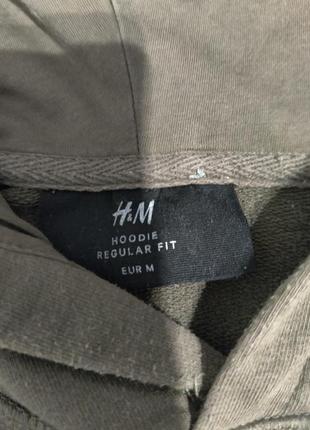 H&M
HOODIE
REGULAR FIT
EUR M